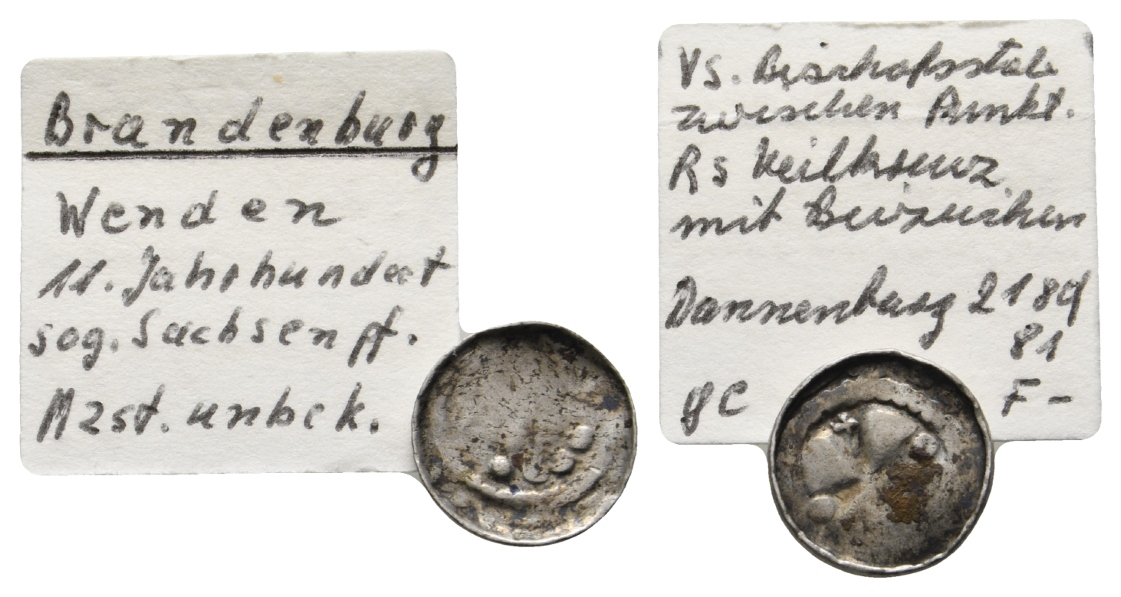 Brandenburg
Wenden
11. Jahrhundert
sog. Sachsenpf.
Mzst. unbek.
Vs. Bischofsstab
zwischen Punkt.
Rs Keilkreuz
mit Beizeichen
Dannenberg
81
gC F-